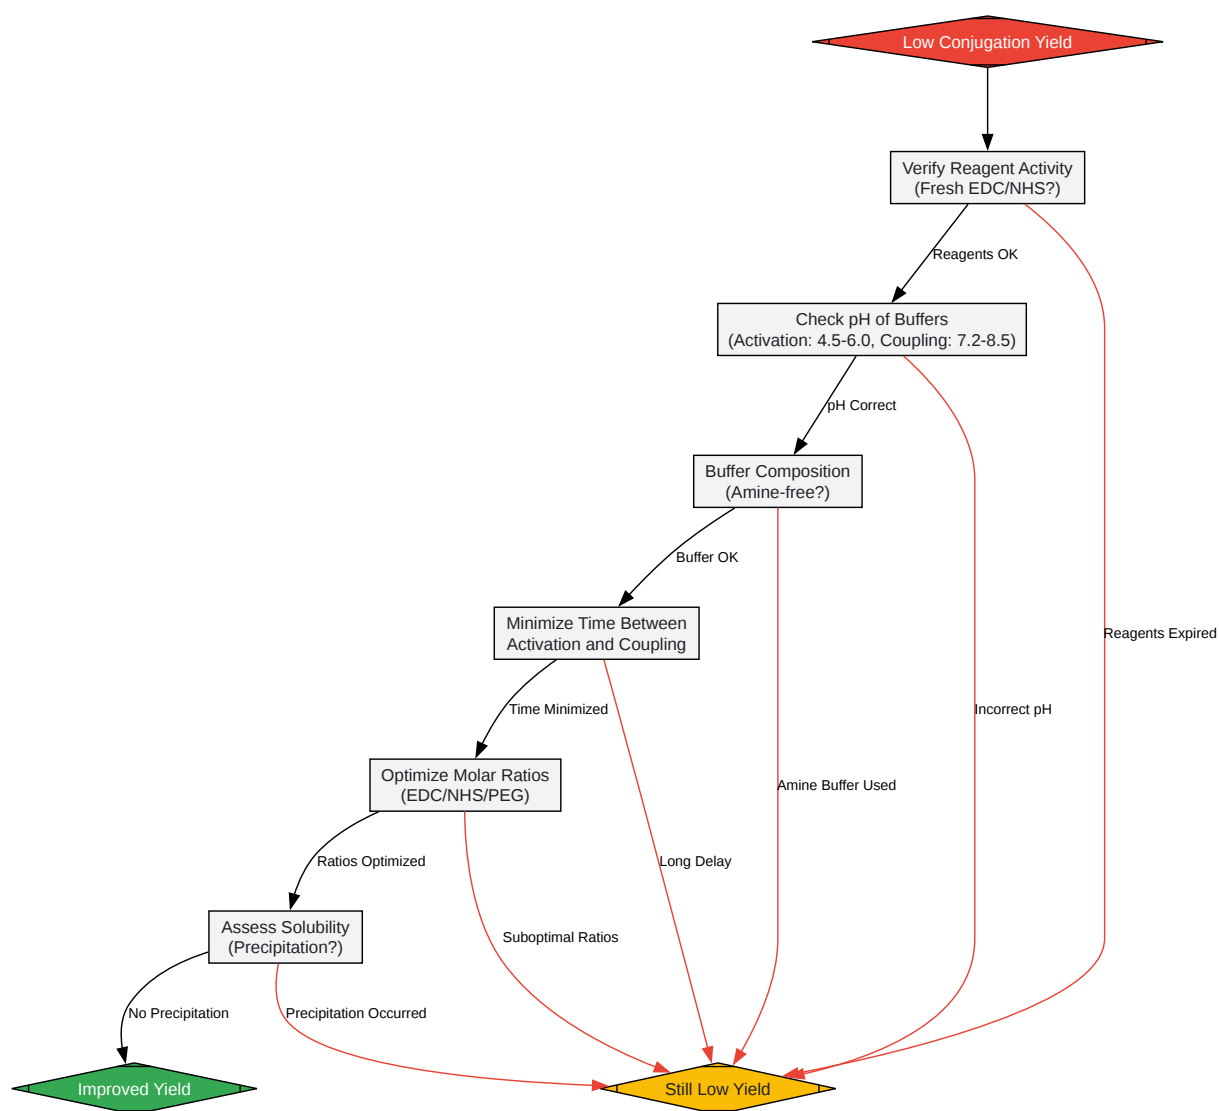 Low Conjugation Yield
Verify Reagent Activity
(Fresh EDC/NHS?)
Reagents OK
Check pH of Buffers
(Activation: 4.5-6.0, Coupling: 7.2-8.5)
pH Correct
Buffer Composition
(Amine-free?)
Buffer OK
Minimize Time Between
Activation and Coupling
Reagents Expired
Time Minimized
Incorrect pH
Optimize Molar Ratios
(EDC/NHS/PEG)
Amine Buffer Used
Ratios Optimized
Long Delay
Assess Solubility
(Precipitation?)
Suboptimal Ratios
No Precipitation
Precipitation Occurred
Improved Yield
Still Low Yield